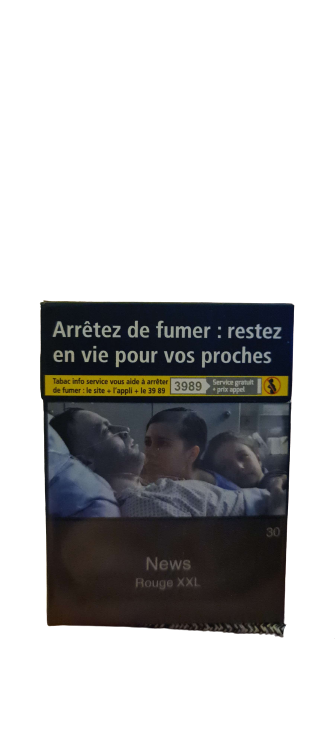 Arrêtez de fumer : restez
en vie pour vos proches
Tabac info service vous aide à arrêter
de fumer : le site + l'appli + le 39 89
3989
Service gratuit
+ prix appel
30
News
Rouge XXL